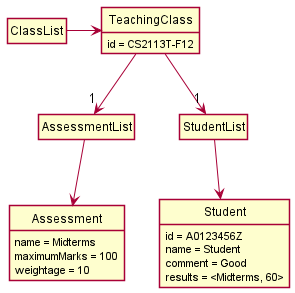 ClassList
TeachingClass
id = CS2113T-F12
1
1
AssessmentList
StudentList
Assessment
name = Midterms
maximumMarks = 100
weightage = 10
Student
id = A0123456Z
name = Student
comment = Good
results = <Midterms, 60>